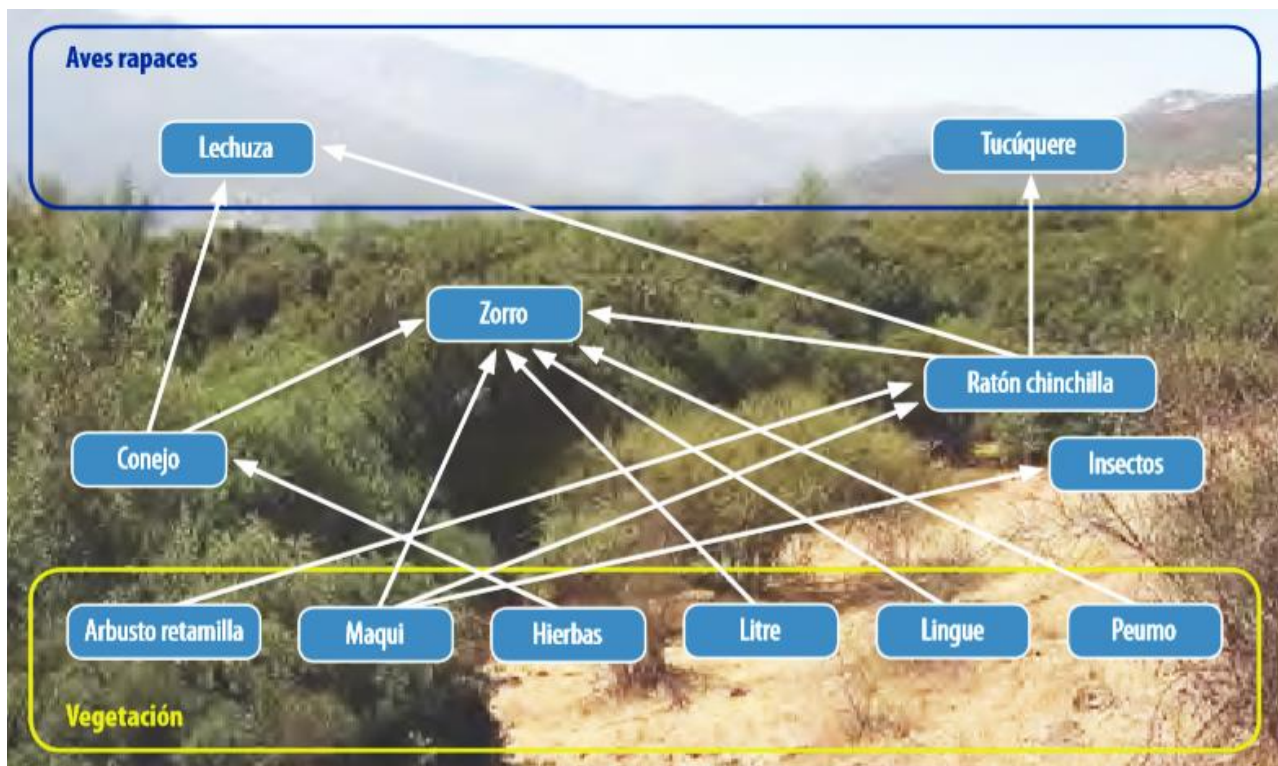 Aves rapaces
Lechuza
Tucúquere
Zorro
Ratón chinchilla
Conejo
Insectos
Arbusto retamilla
Maqui
Hierbas
Litre
Lingue
Peumo
Vegetación